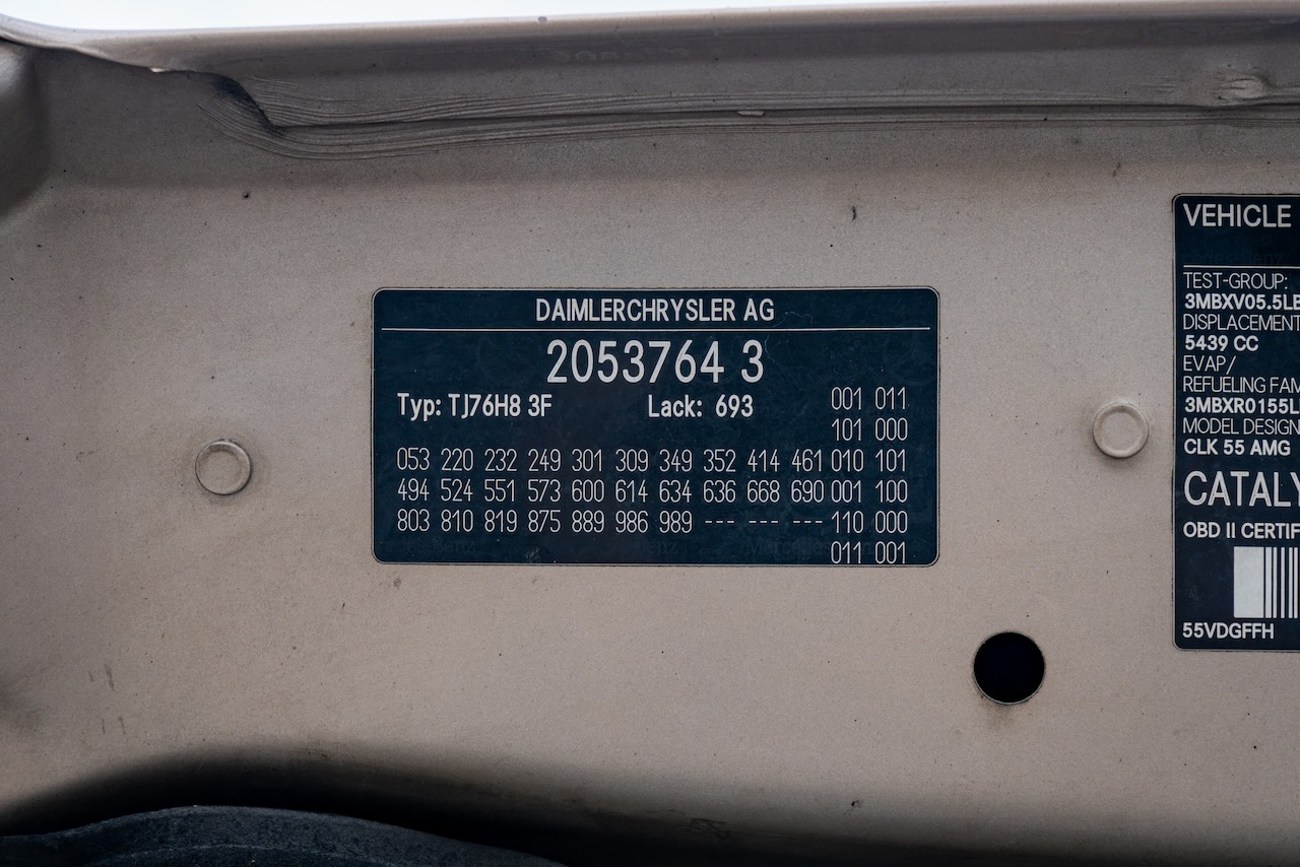 DAIMLERCHRYSLER AG
2053764 3
Typ: TJ76H8 3F Lack: 693 001 011
101 000
053 220 232 249 301 309 349 352 414 461 010 101
494 524 551 573 600 614 634 636 668 690 001 100
803 810 819 875 889 986 989 --- --- --- 110 000
011 001
VEHICLE
TEST-GROUP:
3MBXV05.5LE
DISPLACEMENT
5439 CC
EVAP/
REFUELING FAM
3MBXR0155L
MODEL DESIGN
CLK 55 AMG
CATALY
OBD II CERTIF
55VDGFFH